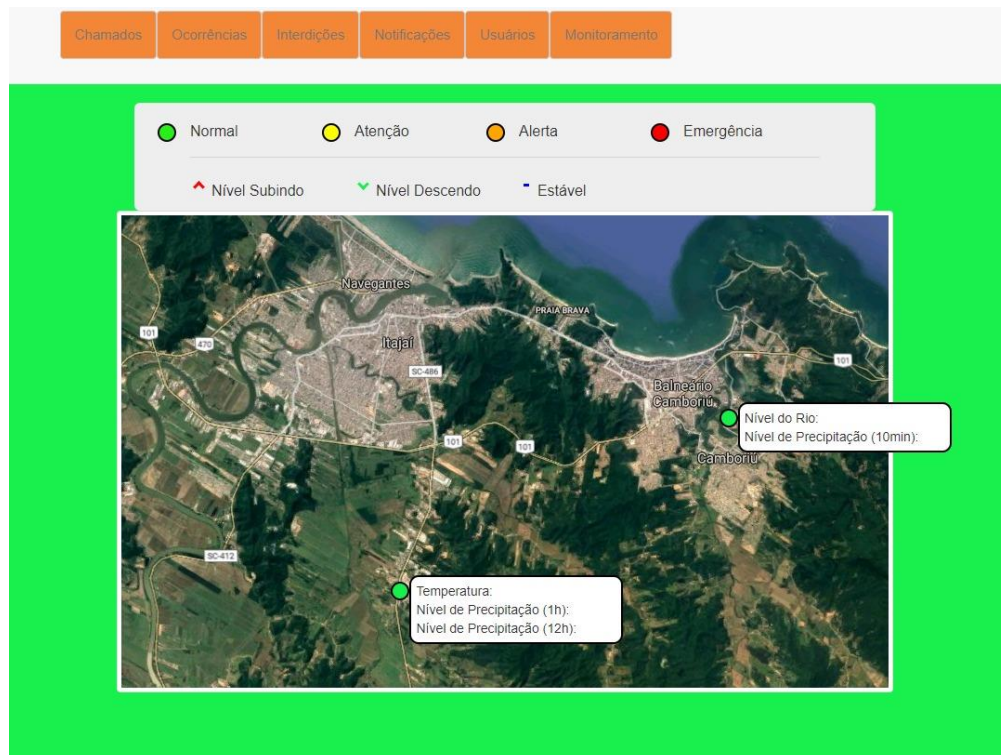 Chamados Ocorrências Interdições Notificações Usuários Monitoramento
Normal Atenção Alerta Emergência
Nível Subindo Nível Descendo Estável
Navegantes
PRAIA BRAVA
101
470
Itajaí
101
SC-486
Balneário
Camboriú
Nível do Rio:
Nível de Precipitação (10min):
101
101
Camboriú
SC-412
Temperatura:
Nível de Precipitação (1h):
Nível de Precipitação (12h):